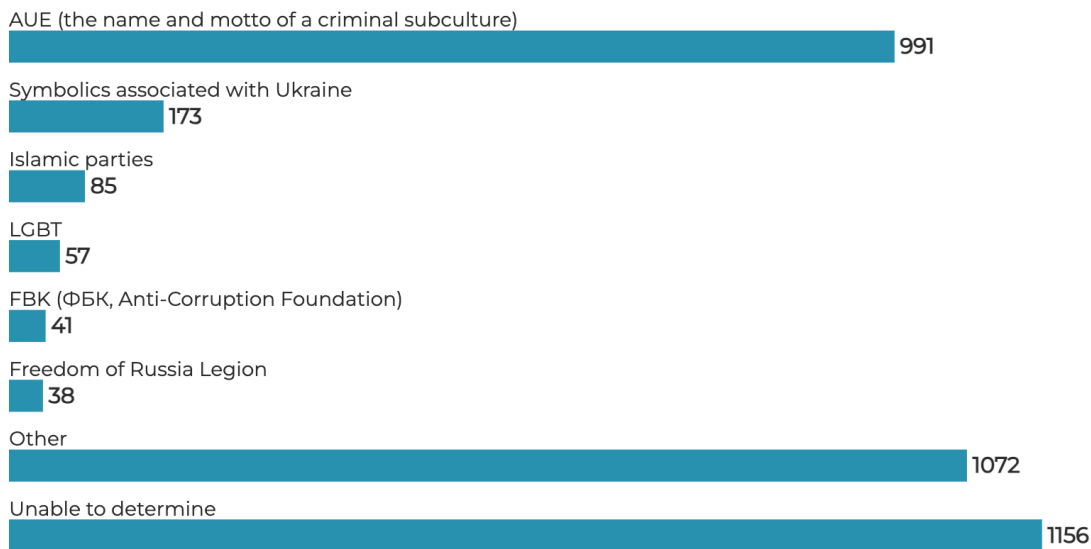 AUE (the name and motto of a criminal subculture)
991
Symbolics associated with Ukraine
173
Islamic parties
85
LGBT
57
FBK (ФБК, Anti-Corruption Foundation)
41
Freedom of Russia Legion
38
Other
1072
Unable to determine
1156